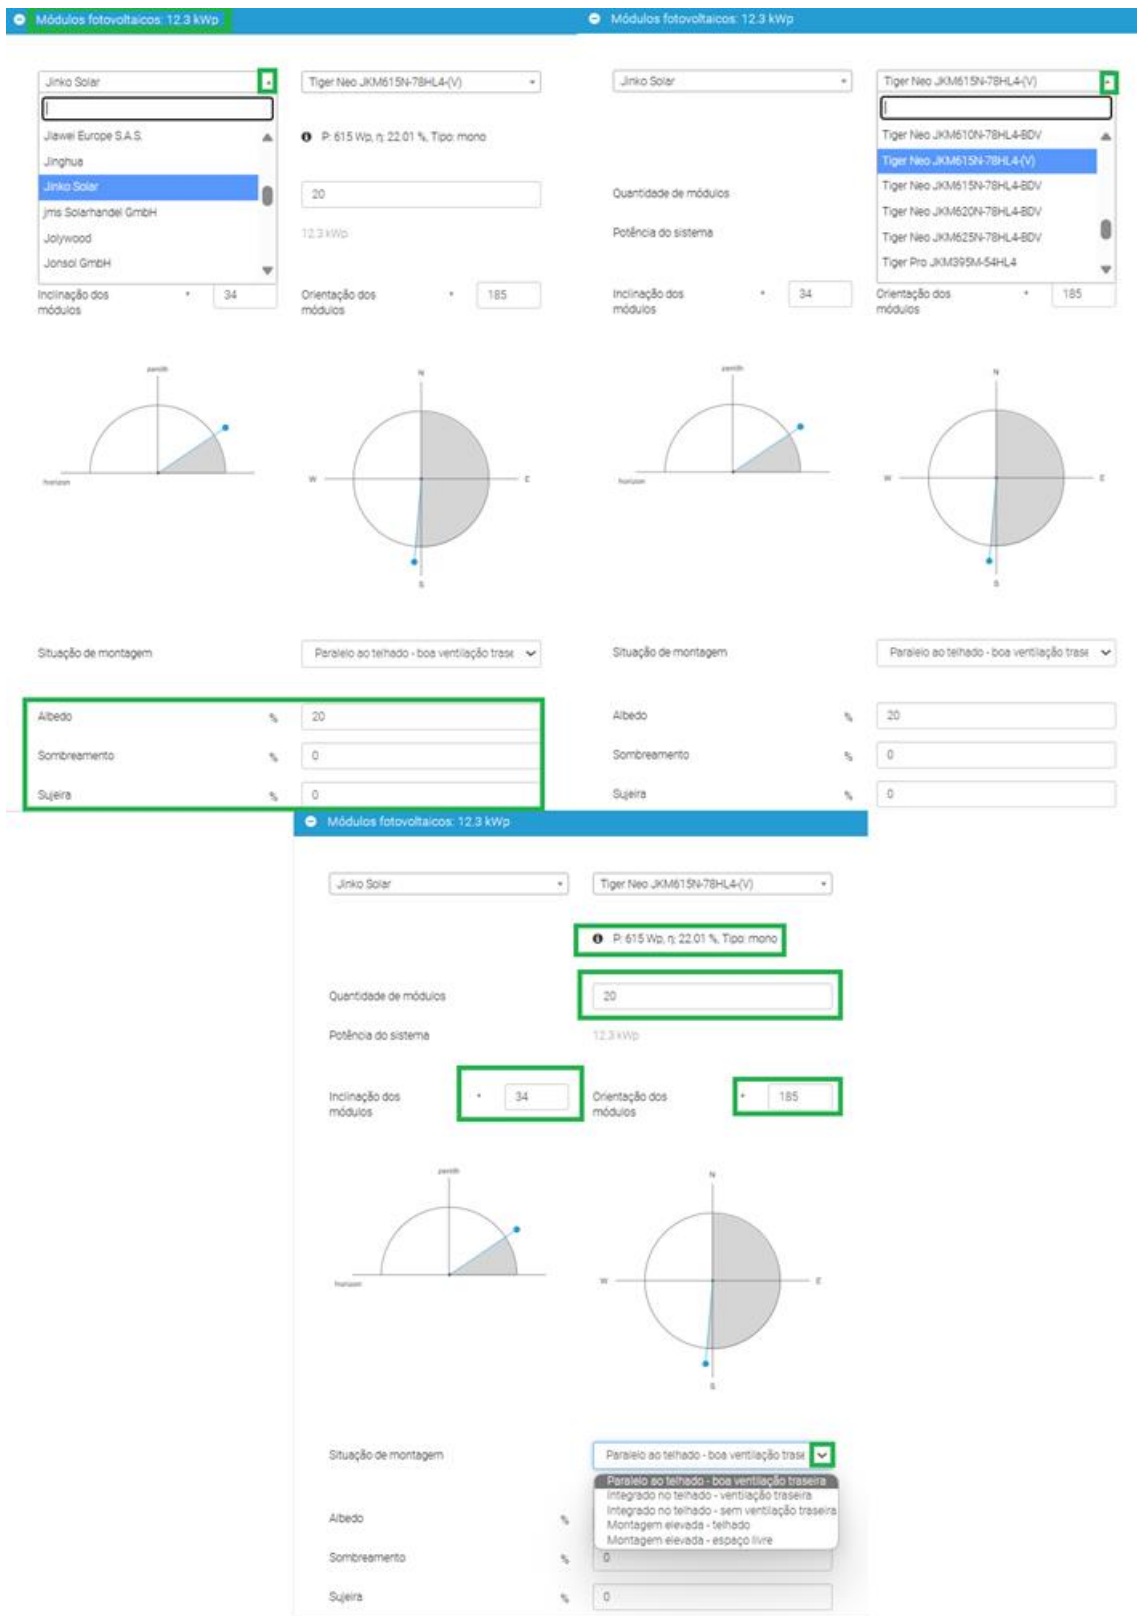 Módulos fotovoltaicos: 12.3 kWp
Jinko Solar
Tiger Neo JKM615N-78HL4-(V)
Jiawei Europe S.A.S.
Jinghua
Jinko Solar
jms Solarhandel GmbH
Jolywood
Jonsol GmbH
P: 615 Wp, η: 22.01 %, Tipo: mono
20
12.3 kWp
Inclinação dos módulos
°
34
Orientação dos módulos
°
185
zenith
horizon
N
W
E
S
Situação de montagem
Paralelo ao telhado - boa ventilação trase
Albedo % 20
Sombreamento % 0
Sujeira % 0
Módulos fotovoltaicos: 12.3 kWp
Jinko Solar
Tiger Neo JKM615N-78HL4-(V)
Tiger Neo JKM610N-78HL4-BDV
Tiger Neo JKM615N-78HL4-(V)
Tiger Neo JKM615N-78HL4-BDV
Tiger Neo JKM620N-78HL4-BDV
Tiger Neo JKM625N-78HL4-BDV
Tiger Pro JKM395M-54HL4
Quantidade de módulos
Potência do sistema
Inclinação dos módulos
°
34
Orientação dos módulos
°
185
zenith
horizon
N
W
E
S
Situação de montagem
Paralelo ao telhado - boa ventilação trase
Albedo % 20
Sombreamento % 0
Sujeira % 0
Módulos fotovoltaicos: 12.3 kWp
Jinko Solar
Tiger Neo JKM615N-78HL4-(V)
P: 615 Wp, η: 22.01 %, Tipo: mono
Quantidade de módulos 20
Potência do sistema 12.3 kWp
Inclinação dos módulos
°
34
Orientação dos módulos
°
185
zenith
horizon
N
W
E
S
Situação de montagem
Paralelo ao telhado - boa ventilação trase
Paralelo ao telhado - boa ventilação traseira
Integrado no telhado - ventilação traseira
Integrado no telhado - sem ventilação traseira
Montagem elevada - telhado
Montagem elevada - espaço livre
Albedo %
Sombreamento % 0
Sujeira % 0